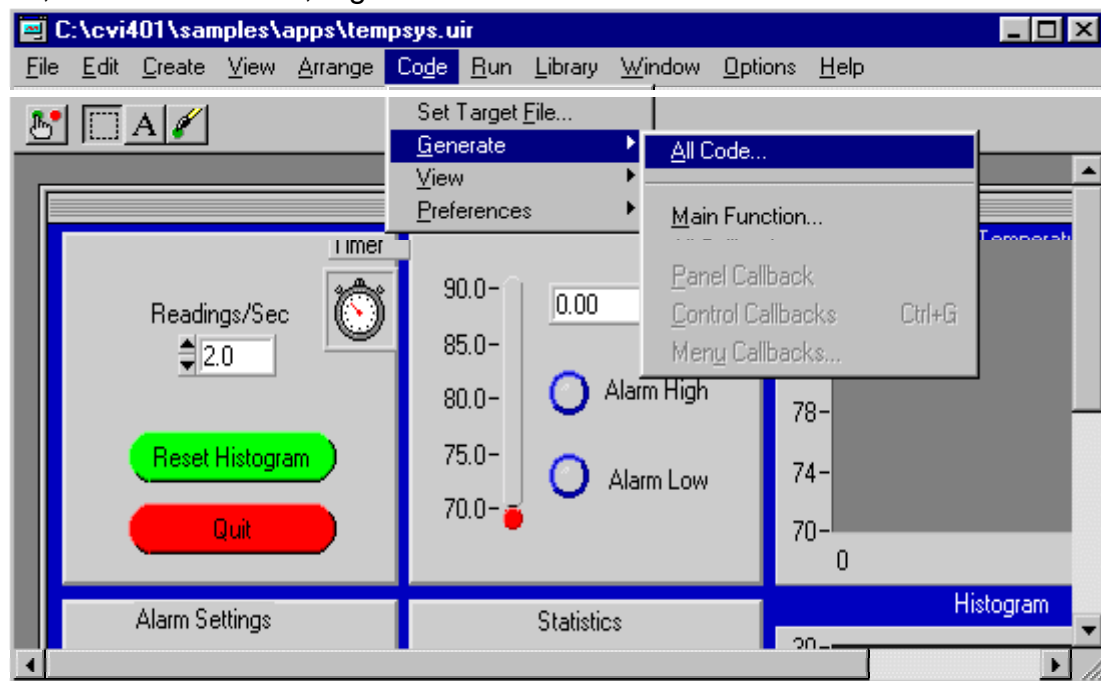 C:\cvi401\samples\apps\tempsys.uir
File Edit Create View Arrange Code Run Library Window Options Help
A
Set Target File...
Generate
View
Preferences
All Code...
Main Function...
Panel Callback
Control Callbacks Ctrl+G
Menu Callbacks...
Timer
Readings/Sec
2.0
Reset Histogram
Quit
90.0
85.0
80.0
75.0
70.0
0.00
Alarm High
Alarm Low
78
74
70
0
Alarm Settings
Statistics
Histogram